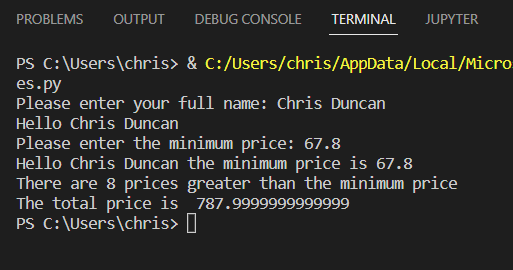 PROBLEMS OUTPUT DEBUG CONSOLE TERMINAL JUPYTER
PS C:\Users\chris> & C:/Users/chris/AppData/Local/Micro
es.py
Please enter your full name: Chris Duncan
Hello Chris Duncan
Please enter the minimum price: 67.8
Hello Chris Duncan the minimum price is 67.8
There are 8 prices greater than the minimum price
The total price is  787.9999999999999
PS C:\Users\chris>